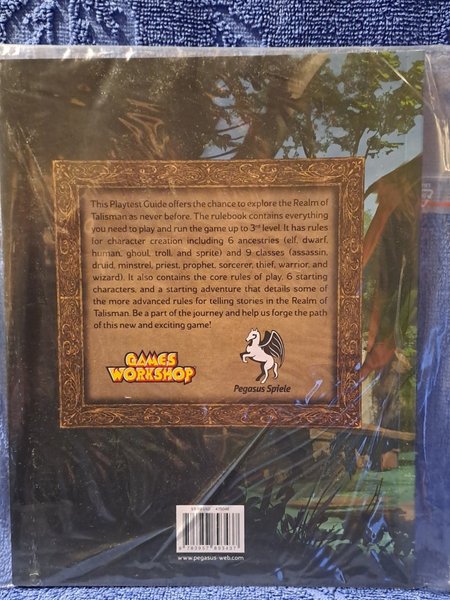 This Playtest Guide offers the chance to explore the Realm of
Talisman as never before. The rulebook contains everything
you need to play and run the game up to 3rd level. It has rules
for character creation including 6 ancestries (elf, dwarf,
human, ghoul, troll, and sprite) and 9 classes (assassin,
druid, minstrel, priest, prophet, sorcerer, thief, warrior, and
wizard). It also contains the core rules of play, 6 starting
characters, and a starting adventure that details some of
the more advanced rules for telling stories in the Realm of
Talisman. Be a part of the journey and help us forge the path
of this new and exciting game!
GAMES
WORKSHOP
Pegasus Spiele
www.pegasus-web.com